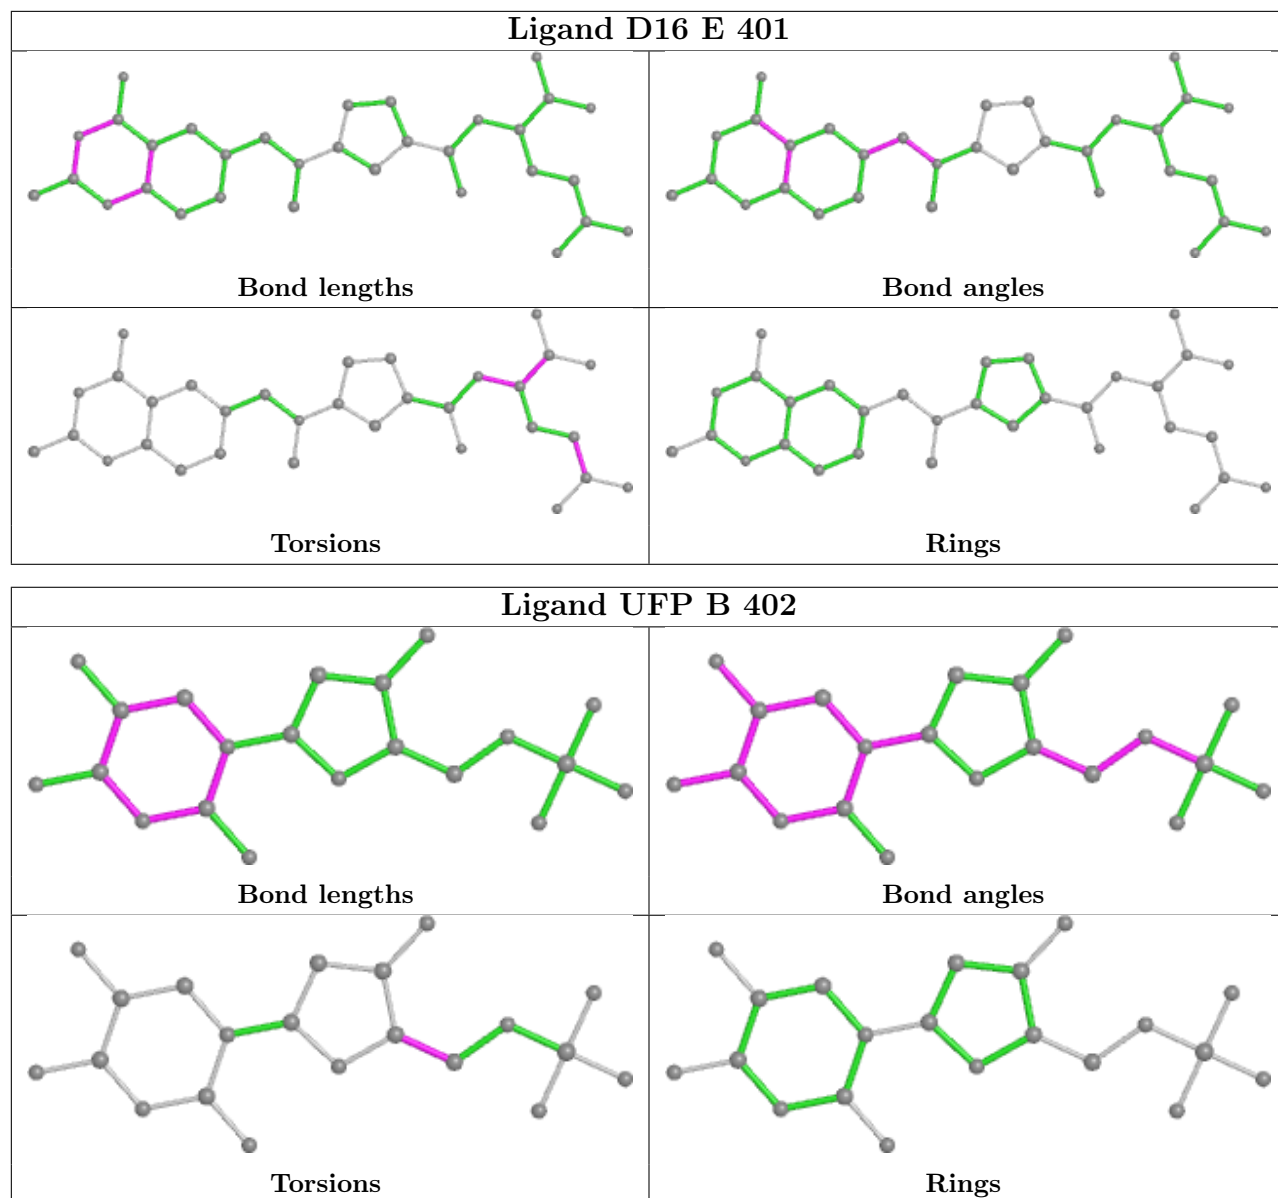 Ligand D16 E 401
Bond lengths
Bond angles
Torsions
Rings
Ligand UFP B 402
Bond lengths
Bond angles
Torsions
Rings